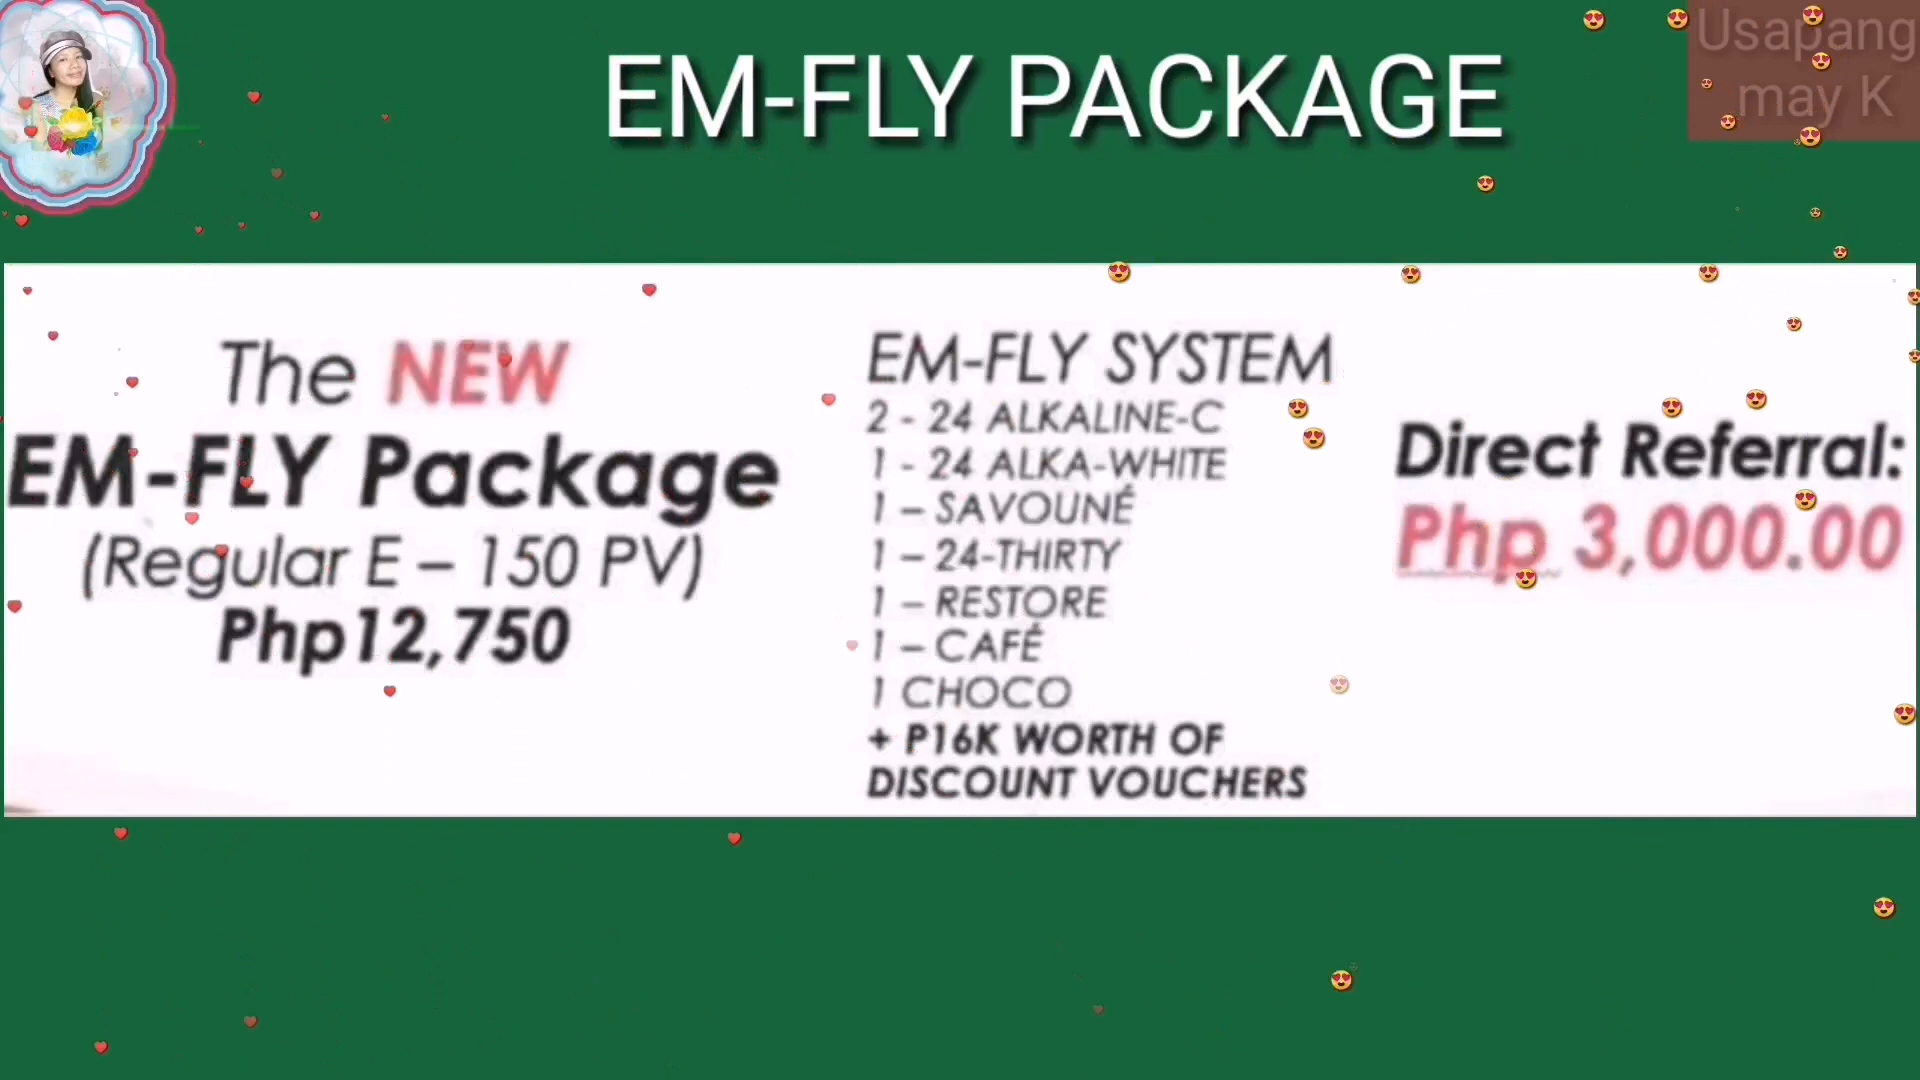 EM-FLY PACKAGE
Usapang
may K
The NEW
EM-FLY Package
(Regular E – 150 PV)
Php12,750
EM-FLY SYSTEM
2 - 24 ALKALINE-C
1 - 24 ALKA-WHITE
1 – SAVOUNÉ
1 – 24-THIRTY
1 – RESTORE
1 – CAFÉ
1 CHOCO
+ P16K WORTH OF
DISCOUNT VOUCHERS
Direct Referral:
Php 3,000.00